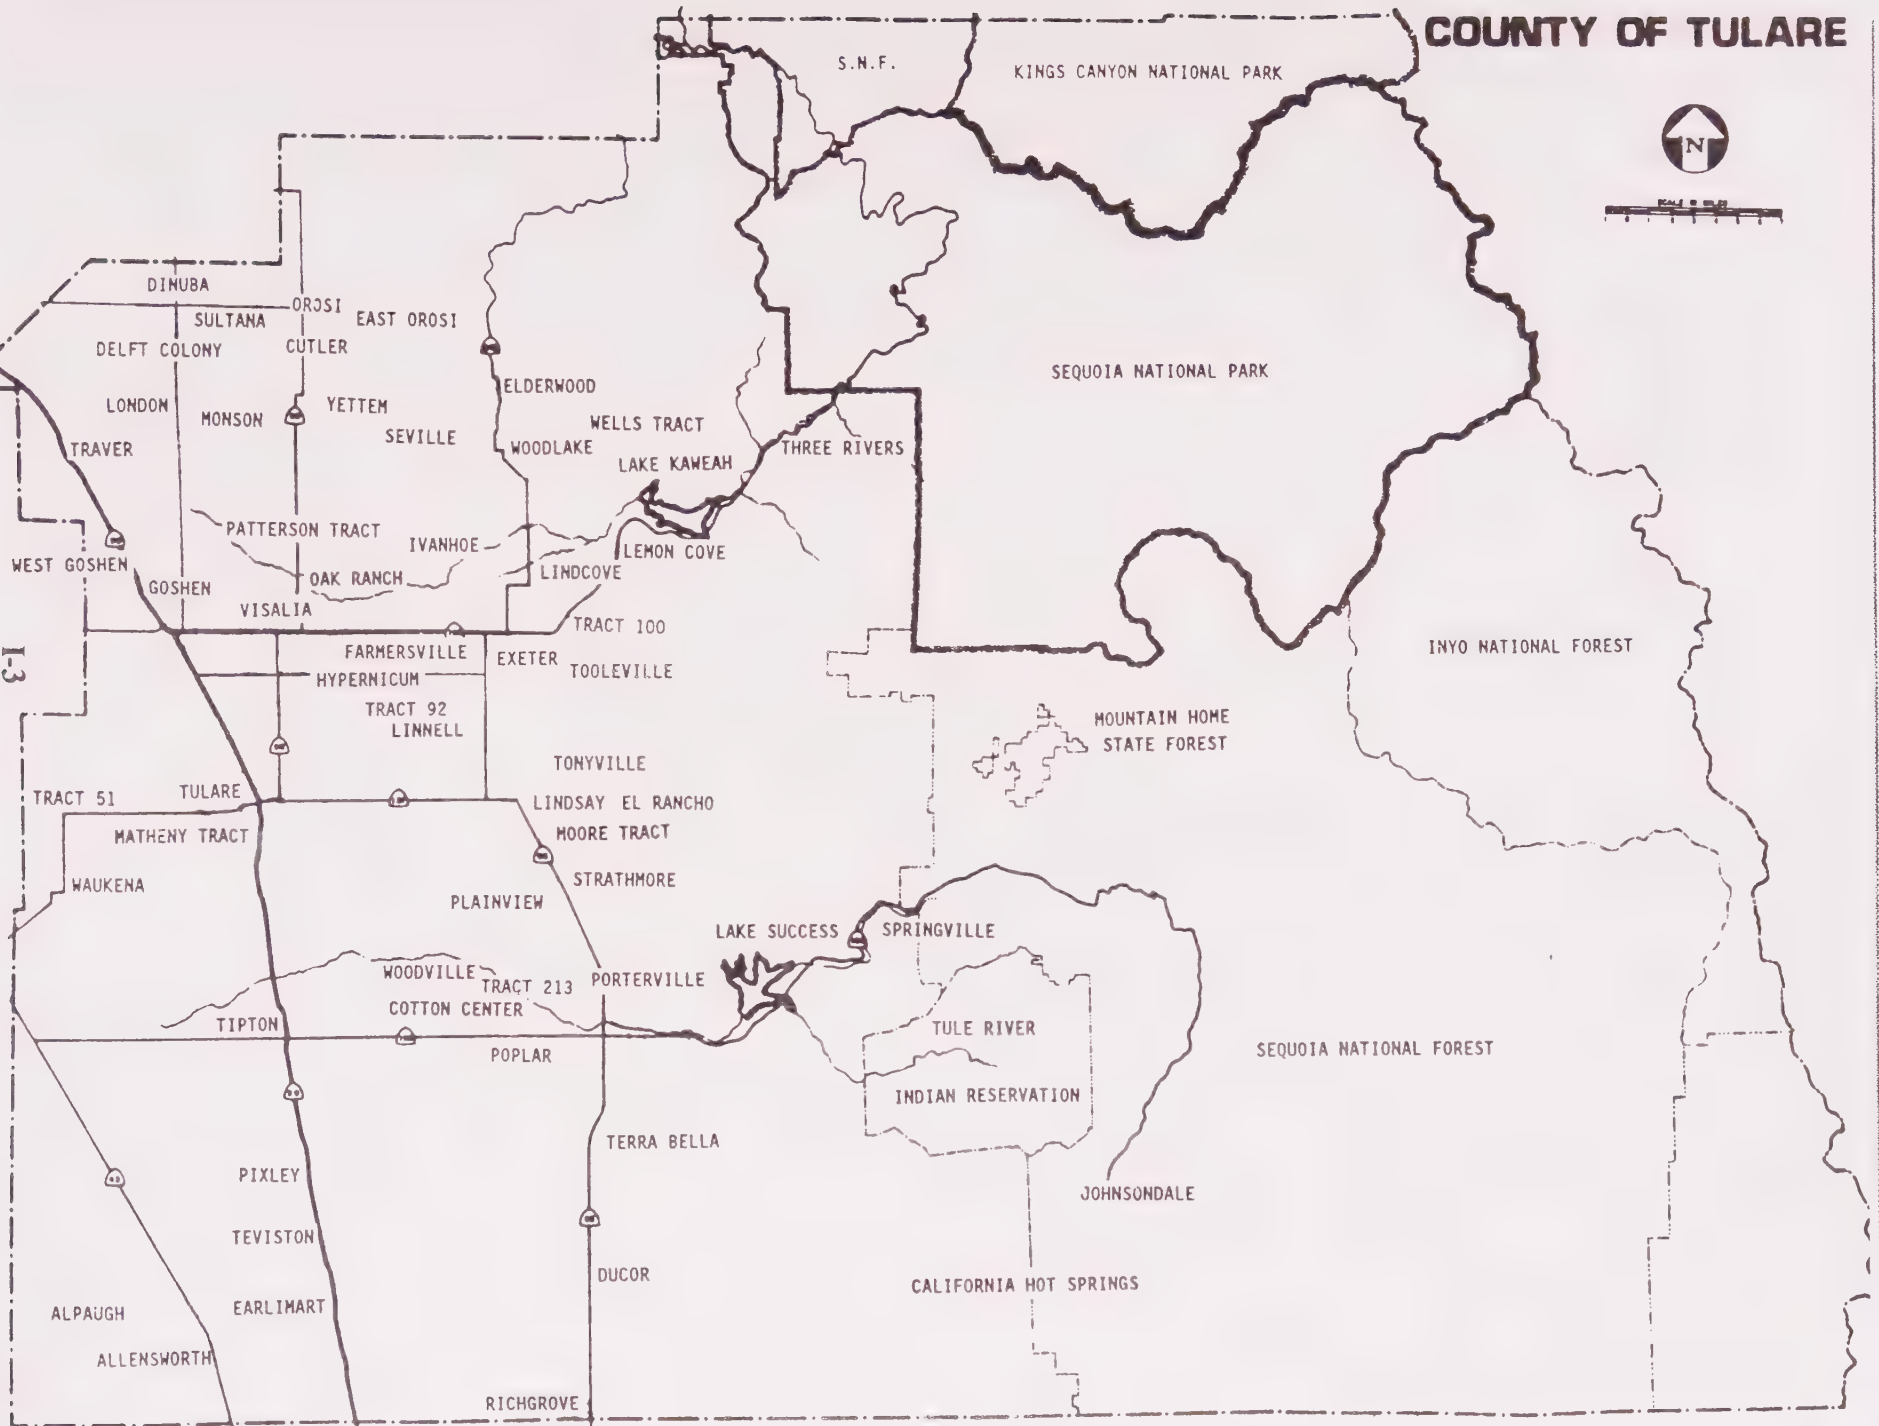 COUNTY OF TULARE
S.N.F.
KINGS CANYON NATIONAL PARK
N
SCALE IN MILES
DINUBA
OROSI
SULTANA
EAST OROSI
DELFT COLONY
CUTLER
SEQUOIA NATIONAL PARK
ELDERWOOD
LONDON
MONSON
YETTEM
WELLS TRACT
SEVILLE
WOODLAKE
THREE RIVERS
TRAVER
LAKE KAWEAH
PATTERSON TRACT
IVANHOE
LEMON COVE
WEST GOSHEN
OAK RANCH
LINDCOVE
GOSHEN
VISALIA
TRACT 100
I-3
FARMERSVILLE
EXETER
TOOLEVILLE
INYO NATIONAL FOREST
HYPERNICUM
TRACT 92
LINNELL
MOUNTAIN HOME
STATE FOREST
TONYVILLE
TRACT 51
TULARE
LINDSAY EL RANCHO
MATHENY TRACT
MOORE TRACT
WAUKENA
STRATHMORE
PLAINVIEW
LAKE SUCCESS
SPRINGVILLE
WOODVILLE
TRACT 213
PORTERVILLE
COTTON CENTER
TIPTON
TULE RIVER
POPLAR
SEQUOIA NATIONAL FOREST
99
INDIAN RESERVATION
TERRA BELLA
PIXLEY
43
JOHNSONDALE
TEVISTON
DUCOR
CALIFORNIA HOT SPRINGS
ALPAUGH
EARLIMART
ALLENSWORTH
RICHGROVE